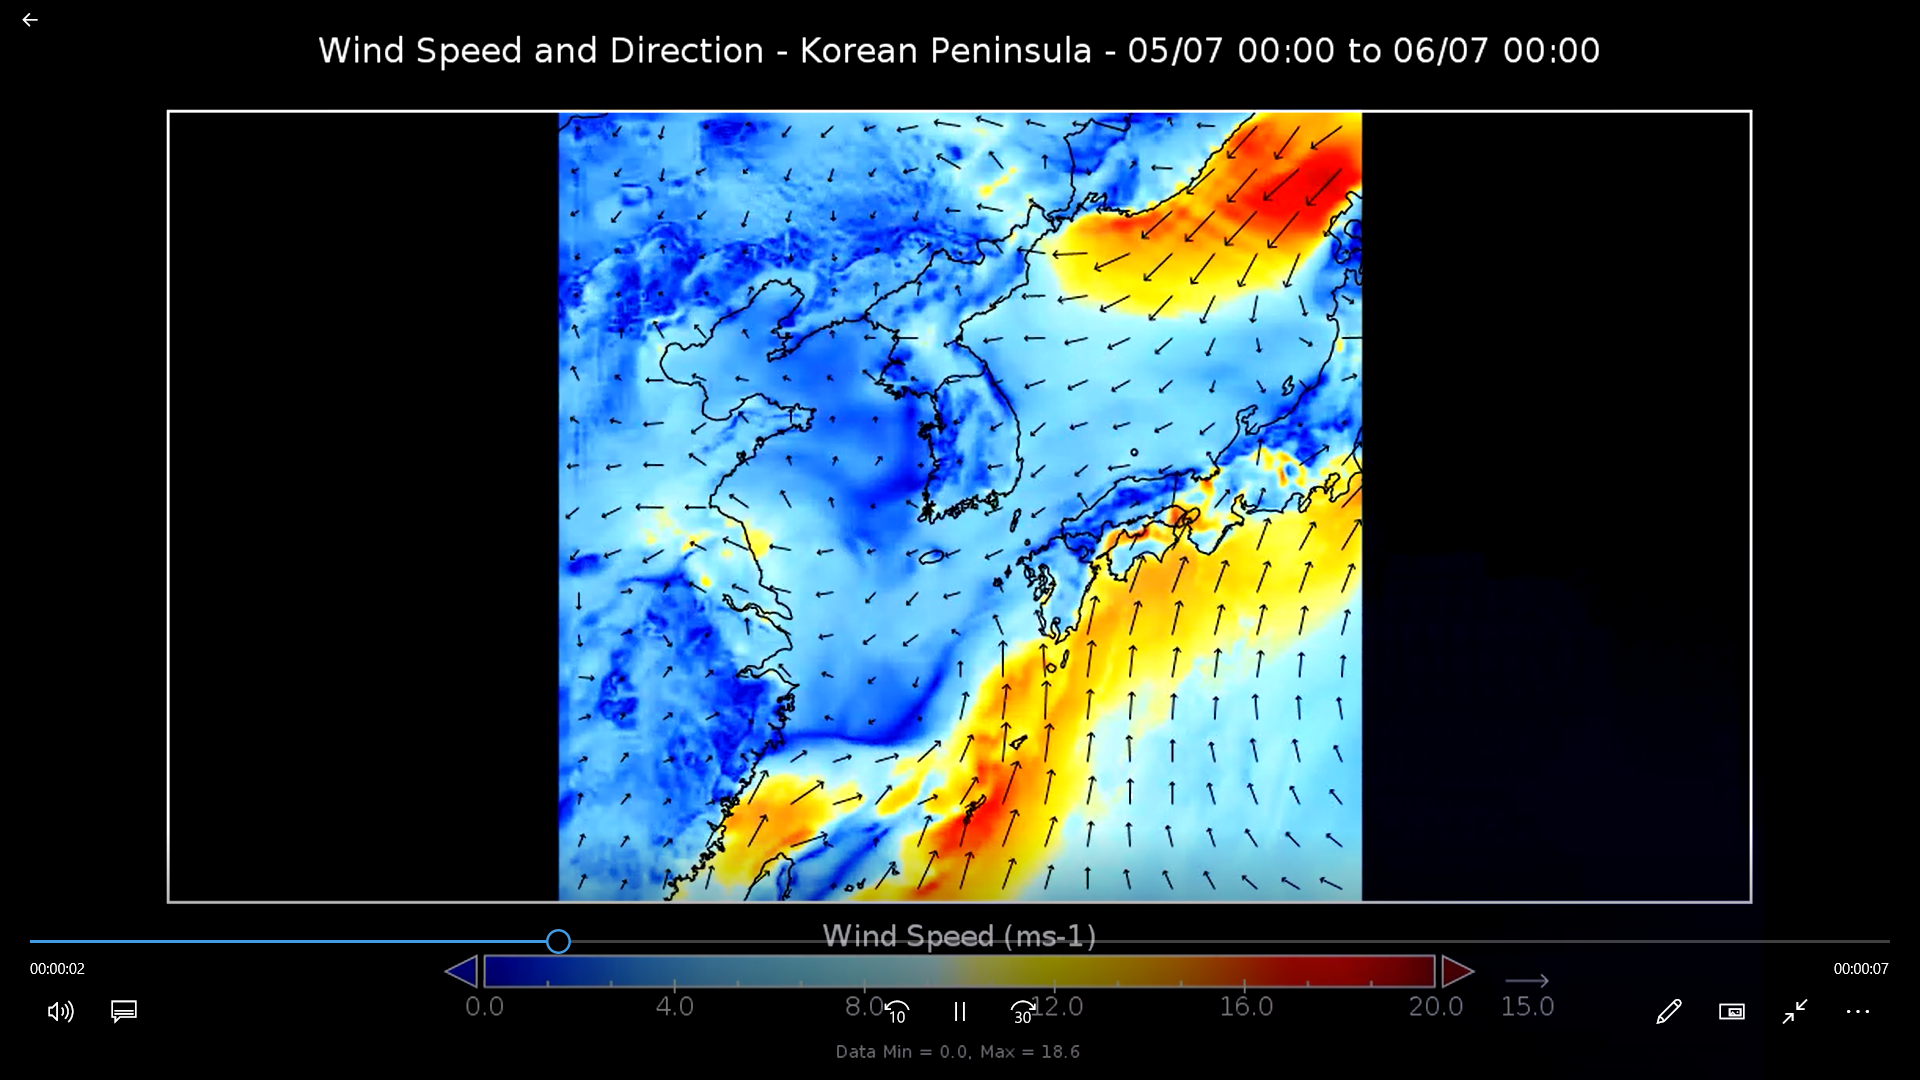 Wind Speed and Direction - Korean Peninsula - 05/07 00:00 to 06/07 00:00
Wind Speed (ms-1)
00:00:02
00:00:07
0.0 4.0 8.0 12.0 16.0 20.0 15.0
10 30
Data Min = 0.0, Max = 18.6